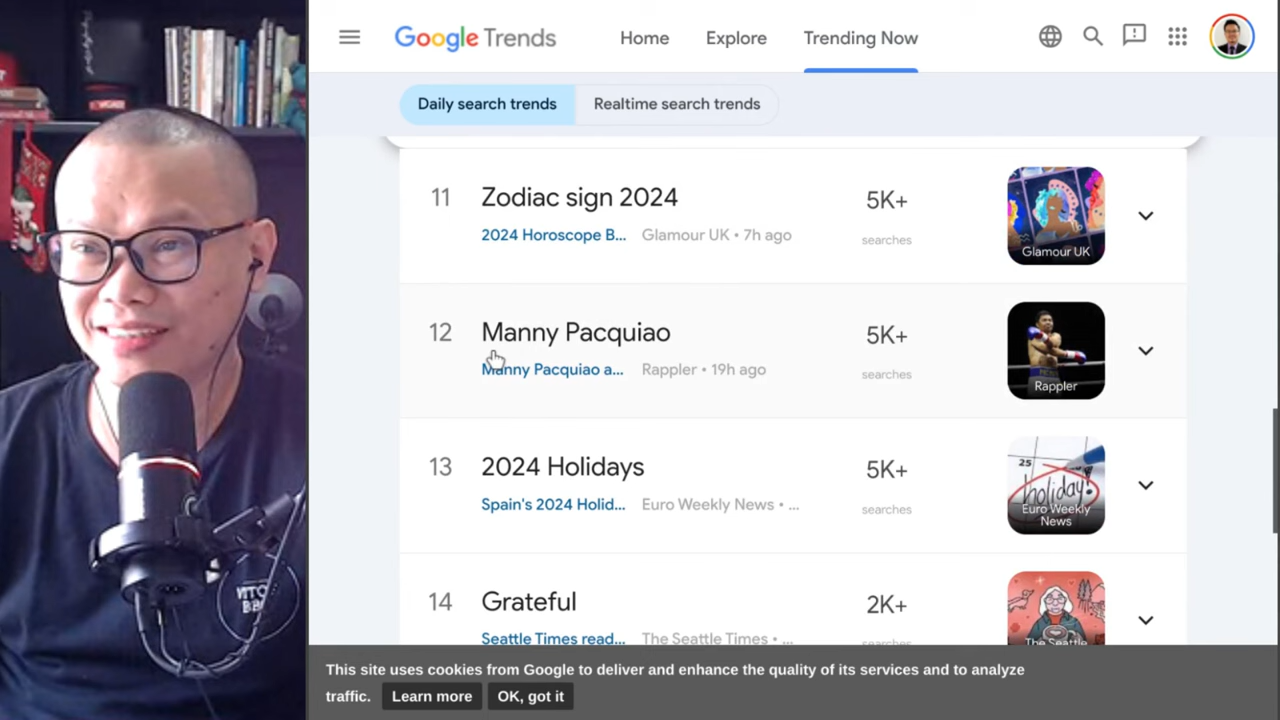 Google Trends
Home
Explore
Trending Now
Daily search trends
Realtime search trends
11
Zodiac sign 2024
2024 Horoscope B...
Glamour UK • 7h ago
5K+
searches
Glamour UK
12
Manny Pacquiao
Manny Pacquiao a...
Rappler • 19h ago
5K+
searches
Rappler
13
2024 Holidays
Spain's 2024 Holid...
Euro Weekly News • ...
5K+
searches
25
holiday!
Euro Weekly
News
14
Grateful
Seattle Times read...
The Seattle Times • ...
2K+
searches
The Seattle
This site uses cookies from Google to deliver and enhance the quality of its services and to analyze
traffic.
Learn more
OK, got it